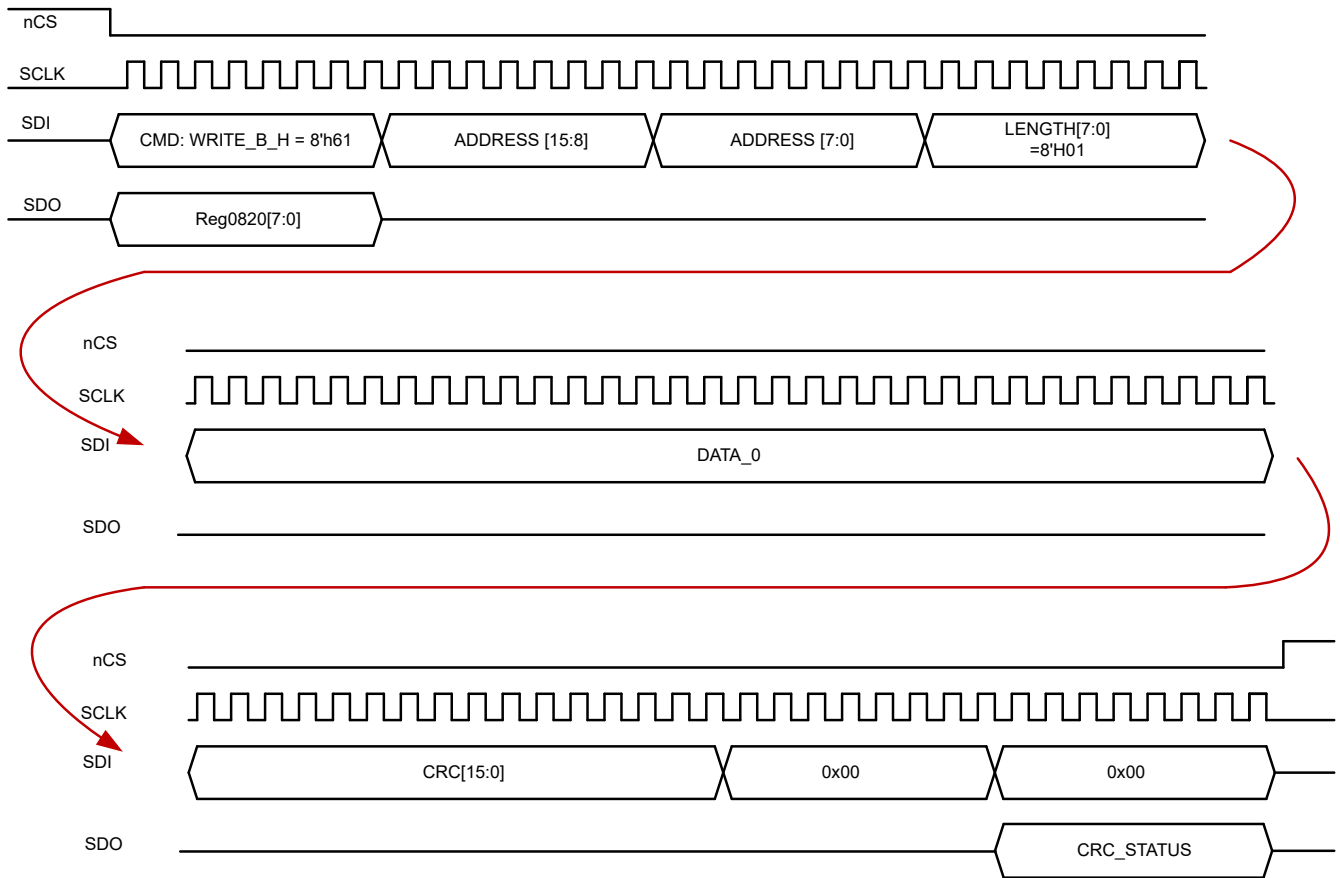 nCS
SCLK
SDI
CMD: WRITE_B_H = 8'h61
ADDRESS [15:8]
ADDRESS [7:0]
LENGTH[7:0]
=8'H01
SDO
Reg0820[7:0]
nCS
SCLK
SDI
DATA_0
SDO
nCS
SCLK
SDI
CRC[15:0]
0x00
0x00
SDO
CRC_STATUS